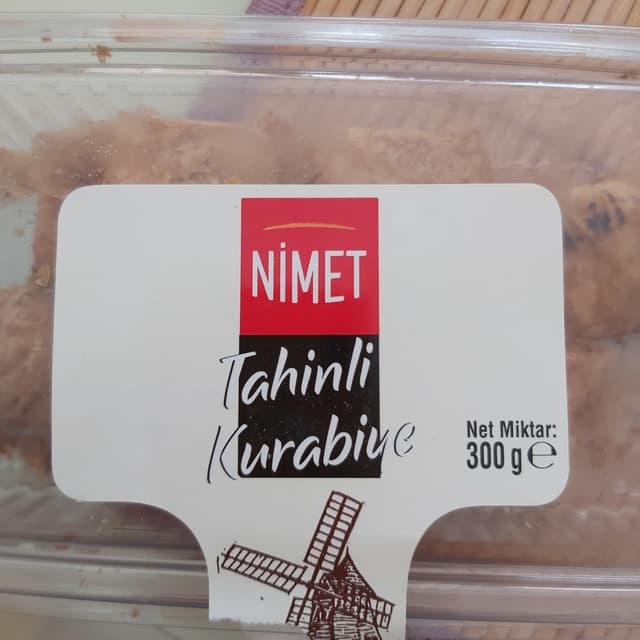 NİMET
Tahinli
Kurabiye
Net Miktar:
300 g ℮